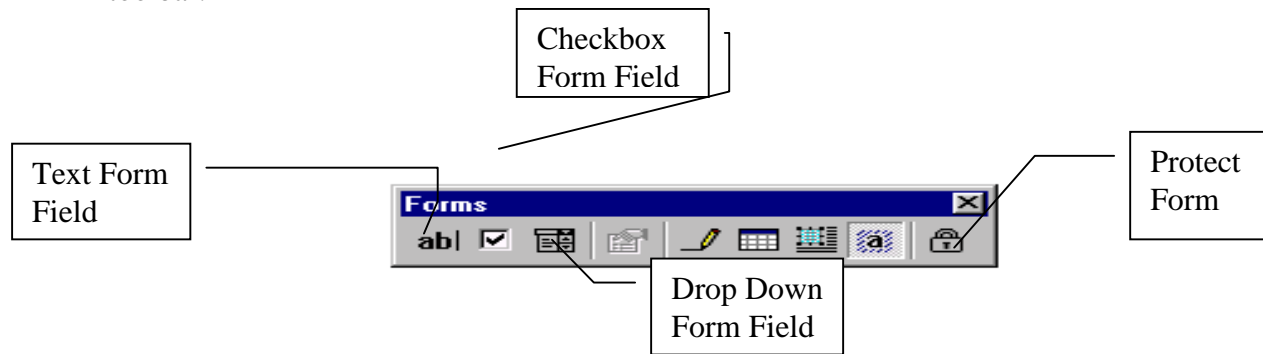 Checkbox
Form Field
Text Form
Field
Protect
Form
Forms
ab|
a
Drop Down
Form Field